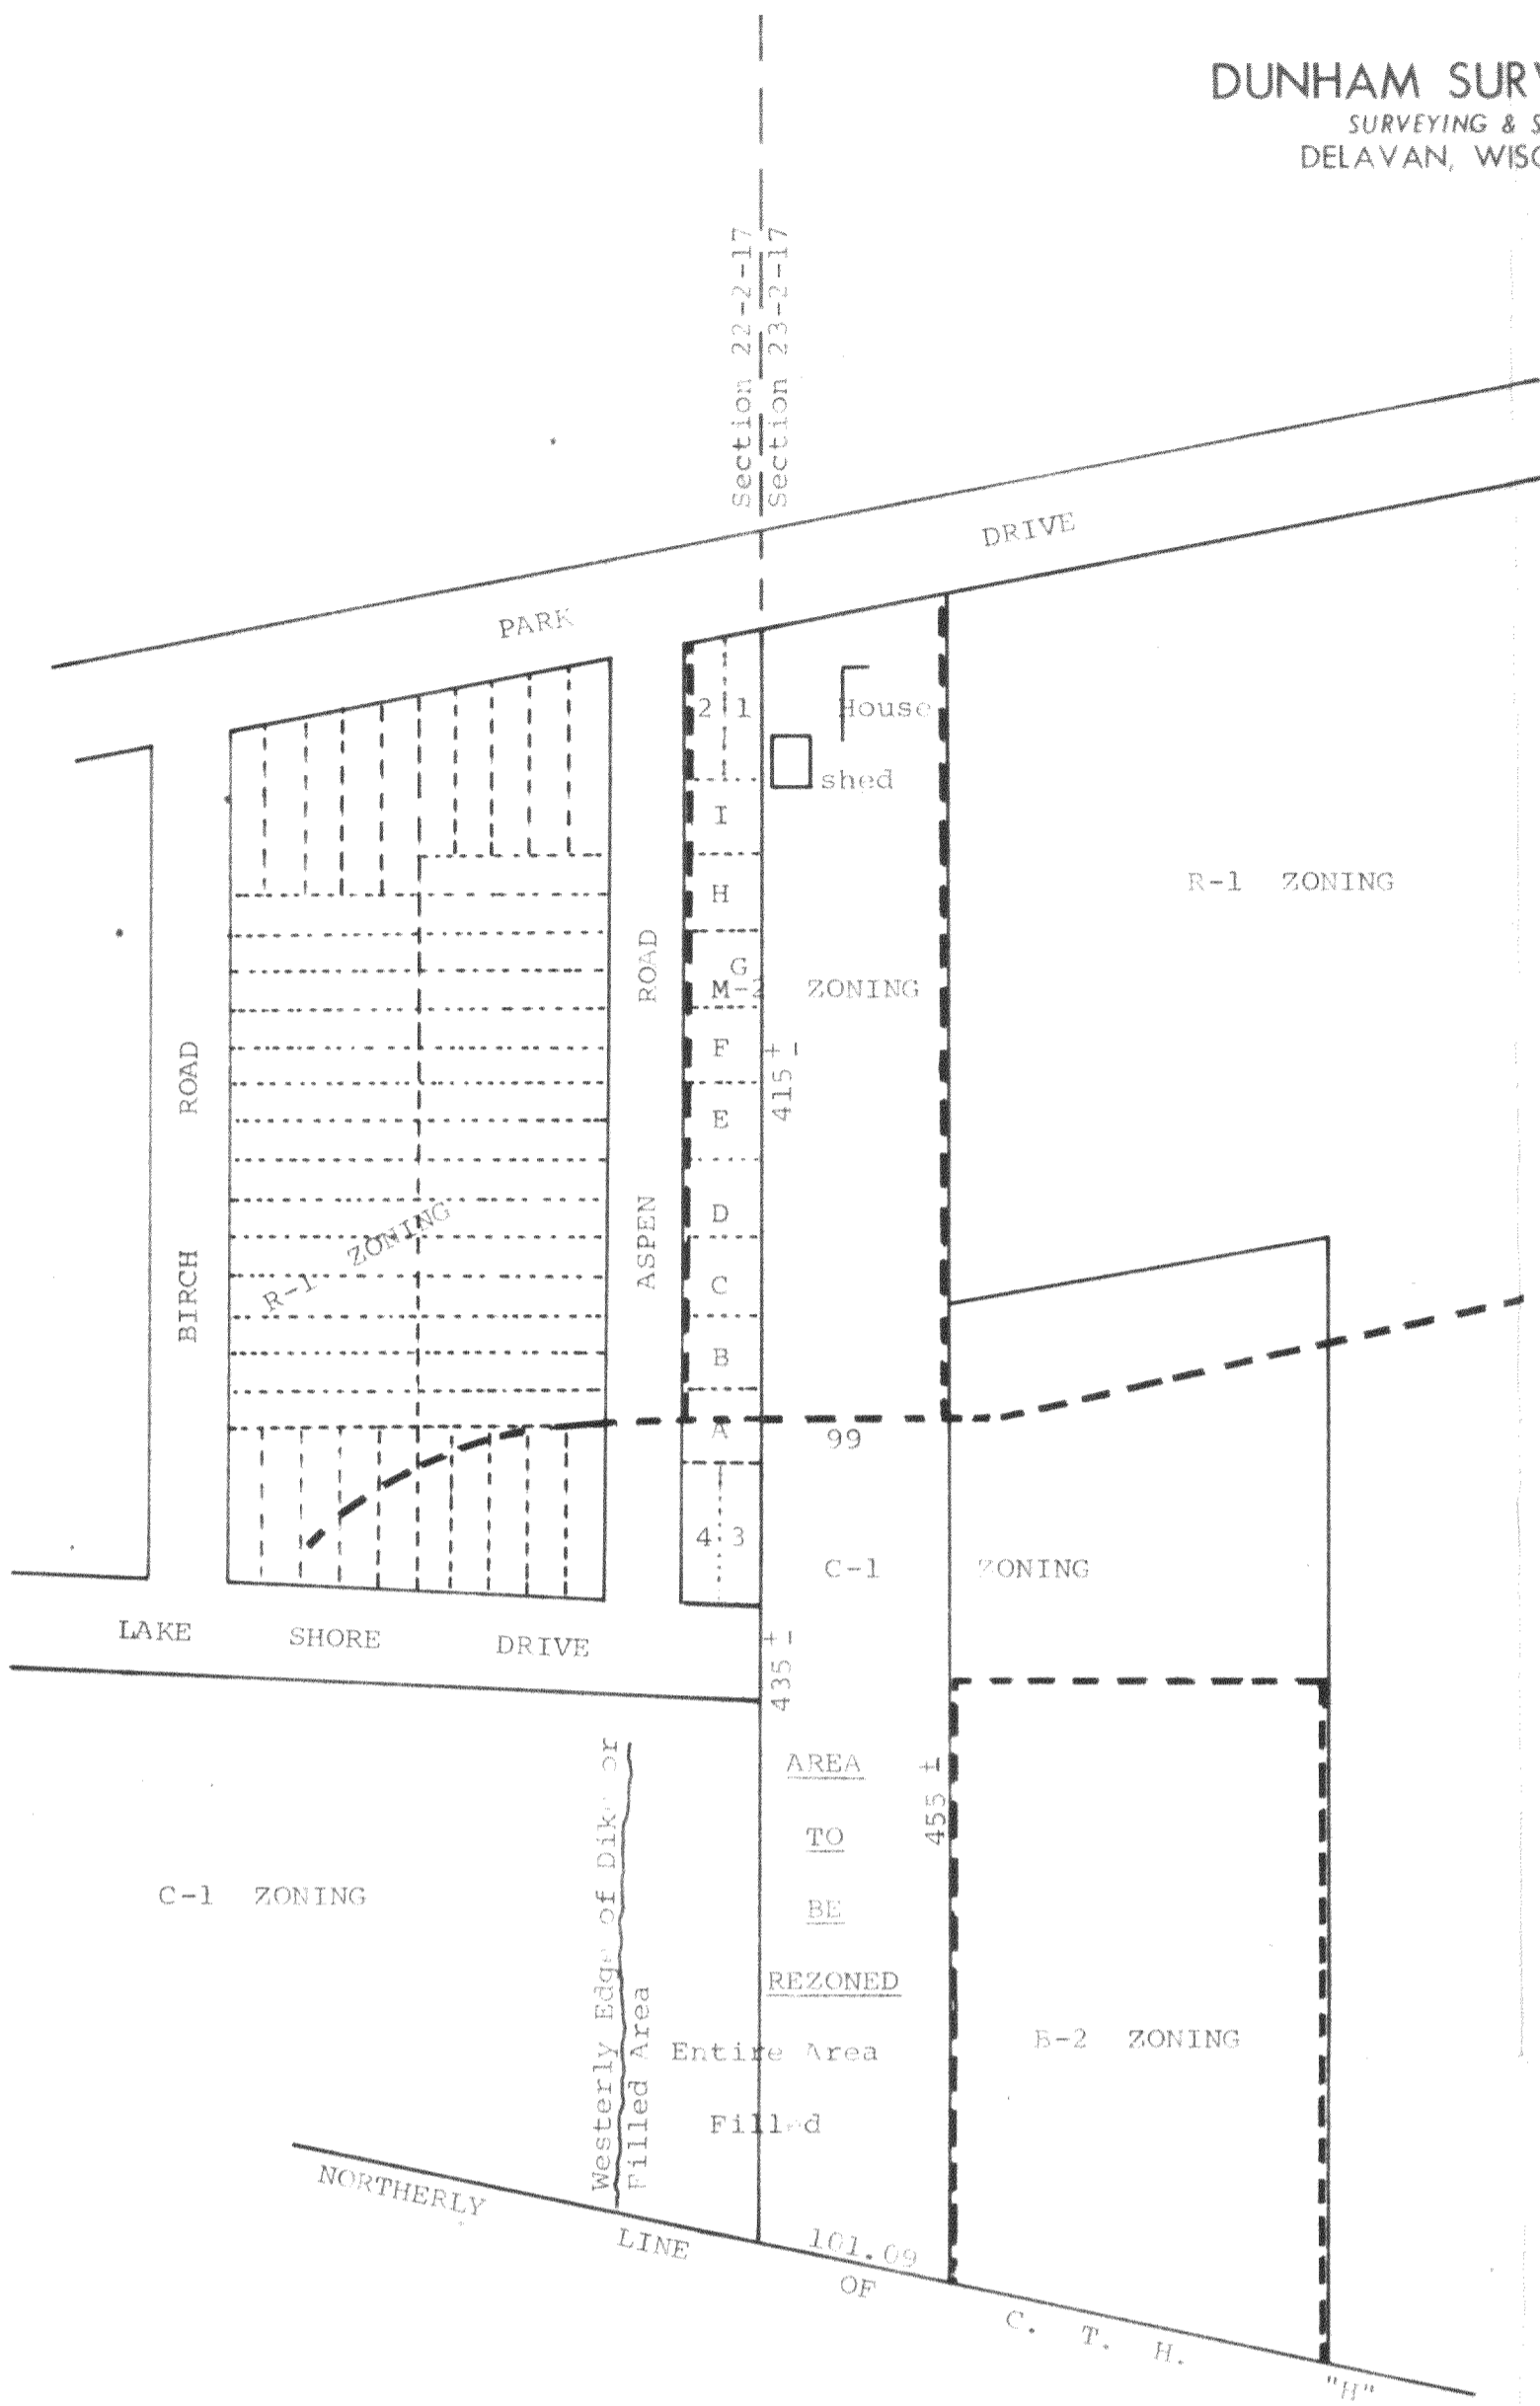 DUNHAM SURV
SURVEYING & S
DELAVAN, WISC
Section 22-2-17
Section 23-2-17
PARK DRIVE
2 1
House
shed
I
H
R-1 ZONING
G
M-2 ZONING
F
415 ±
E
D
C
B
A
BIRCH ROAD
ASPEN ROAD
R-1 ZONING
99
4 3
C-1 ZONING
LAKE SHORE DRIVE
435 ±
455 ±
AREA
TO
BE
REZONED
Entire Area
Filled
C-1 ZONING
Westerly Edge of Dike or
Filled Area
B-2 ZONING
101.09
NORTHERLY LINE OF C. T. H. "H"